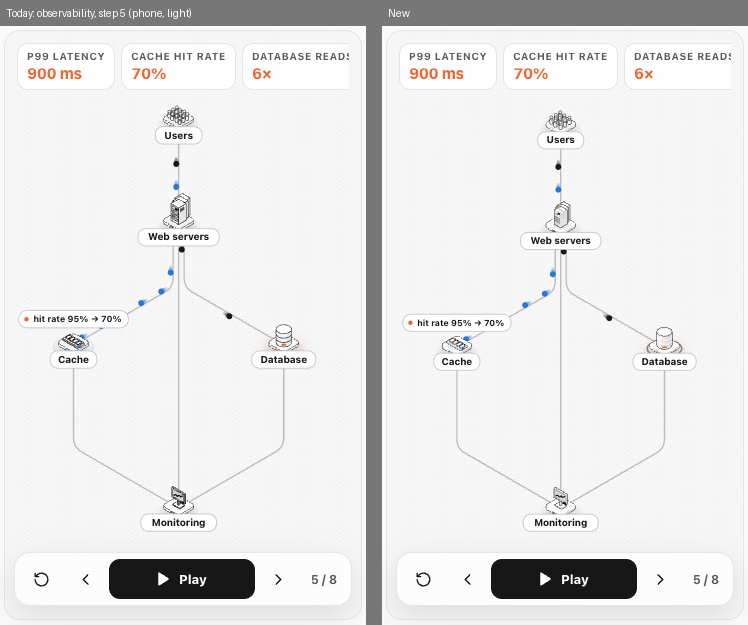 Today: observability, step 5 (phone, light)
P99 LATENCY
900 ms
CACHE HIT RATE
70%
DATABASE READS
6×
Users
Web servers
hit rate 95% → 70%
Cache
Database
Monitoring
Play
5 / 8
New
P99 LATENCY
900 ms
CACHE HIT RATE
70%
DATABASE READS
6×
Users
Web servers
hit rate 95% → 70%
Cache
Database
Monitoring
Play
5 / 8